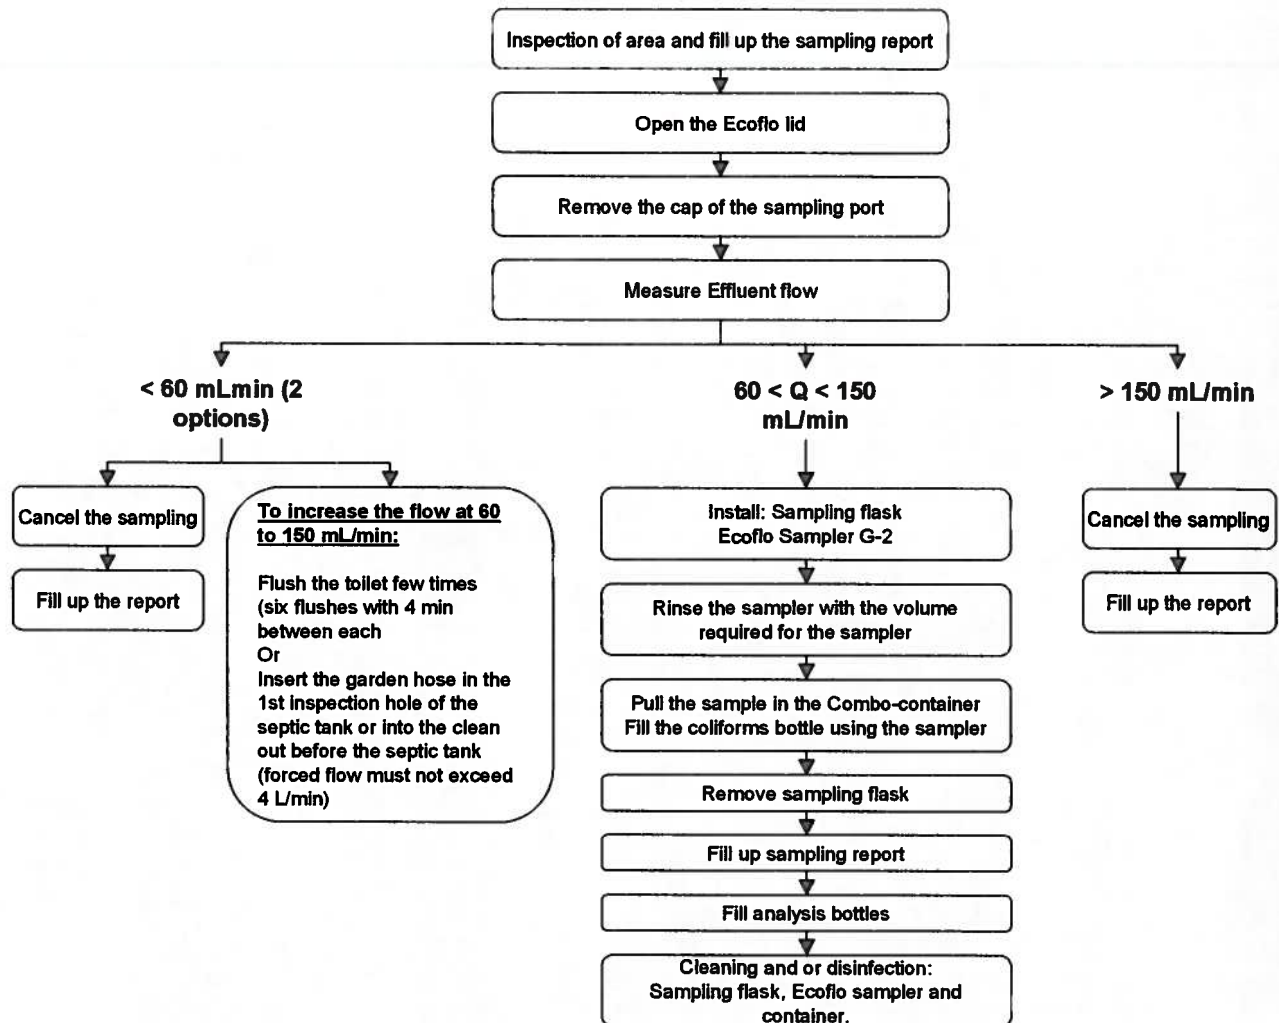 Inspection of area and fill up the sampling report
Open the Ecoflo lid
Remove the cap of the sampling port
Measure Effluent flow
< 60 mLmin (2
options)
60 < Q < 150
mL/min
> 150 mL/min
Cancel the sampling
Fill up the report
To increase the flow at 60
to 150 mL/min:
Flush the toilet few times
(six flushes with 4 min
between each
Or
Insert the garden hose in the
1st inspection hole of the
septic tank or into the clean
out before the septic tank
(forced flow must not exceed
4 L/min)
Install: Sampling flask
Ecoflo Sampler G-2
Rinse the sampler with the volume
required for the sampler
Pull the sample in the Combo-container
Fill the coliforms bottle using the sampler
Remove sampling flask
Fill up sampling report
Fill analysis bottles
Cleaning and or disinfection:
Sampling flask, Ecoflo sampler and
container.
Cancel the sampling
Fill up the report